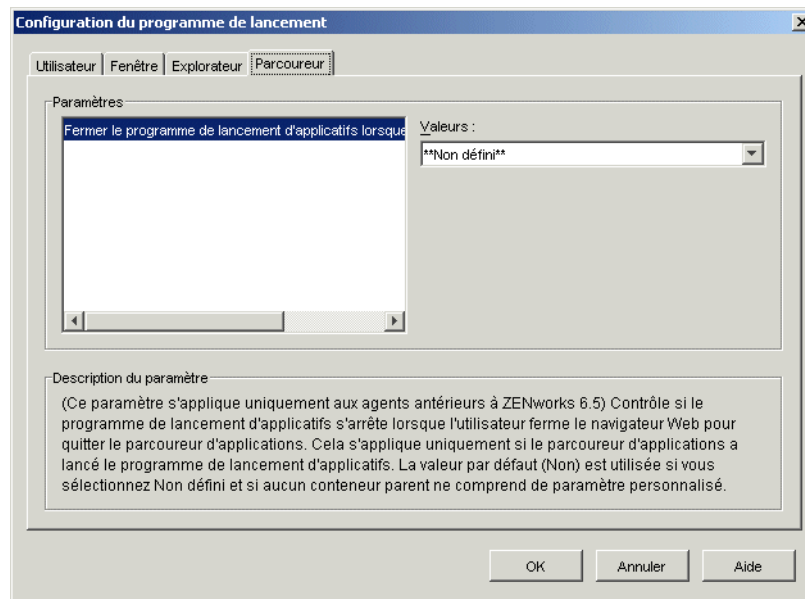 Configuration du programme de lancement
Utilisateur
Fenêtre
Explorateur
Parcoureur
Paramètres
Fermer le programme de lancement d'applicatifs lorsque
Valeurs :
**Non défini**
Description du paramètre
(Ce paramètre s'applique uniquement aux agents antérieurs à ZENworks 6.5) Contrôle si le
programme de lancement d'applicatifs s'arrête lorsque l'utilisateur ferme le navigateur Web pour
quitter le parcoureur d'applications. Cela s'applique uniquement si le parcoureur d'applications a
lancé le programme de lancement d'applicatif. La valeur par défaut (Non) est utilisée si vous
sélectionnez Non défini et si aucun conteneur parent ne comprend de paramètre personnalisé.
OK
Annuler
Aide